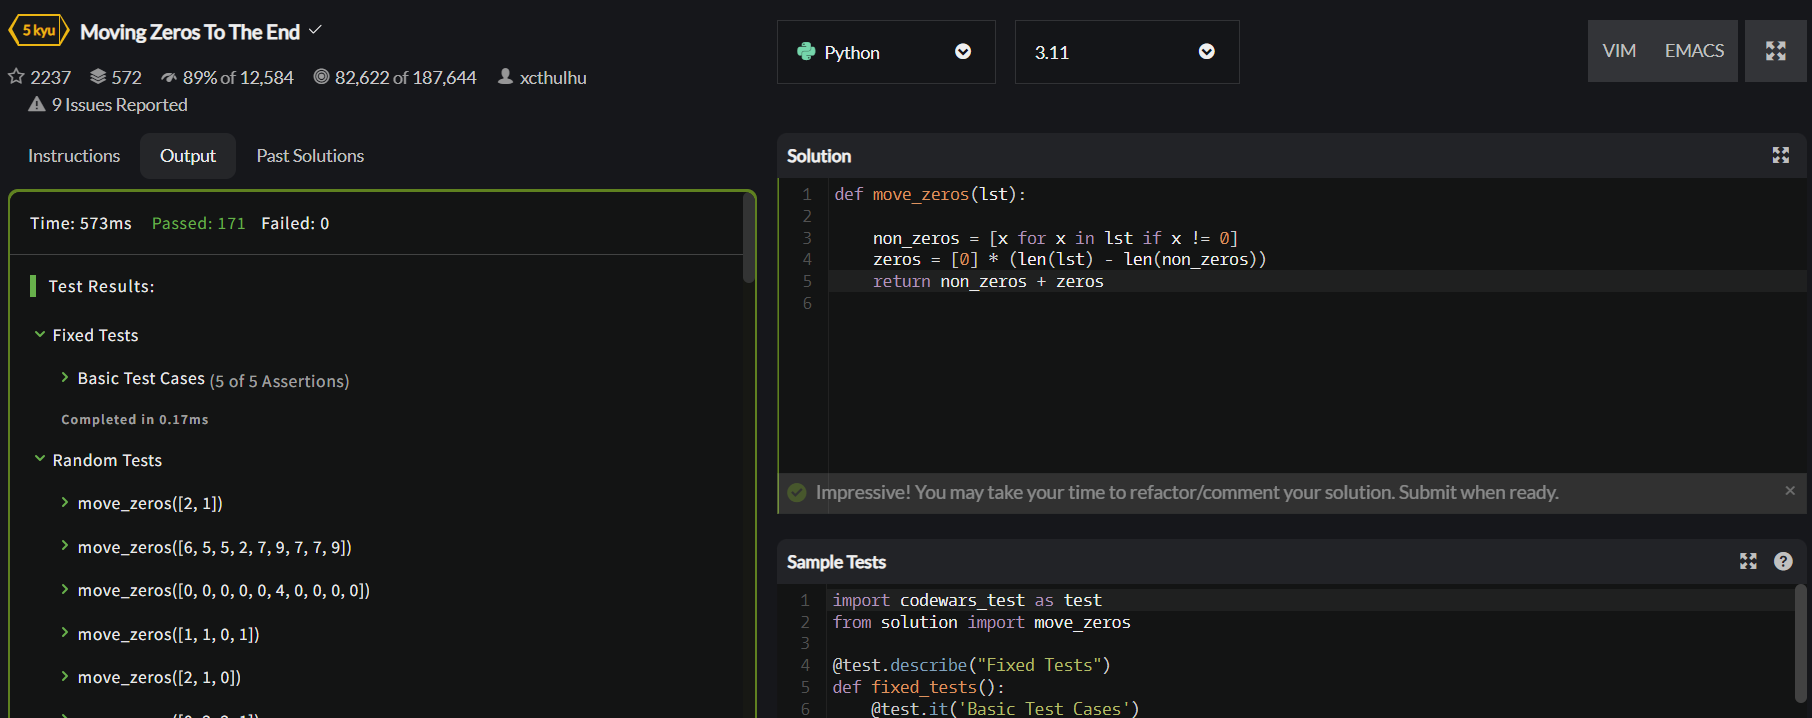 5 kyu Moving Zeros To The End
2237 572 89% of 12,584 82,622 of 187,644 xcthulhu
9 Issues Reported
Instructions Output Past Solutions
Time: 573ms Passed: 171 Failed: 0
Test Results:
Fixed Tests
Basic Test Cases (5 of 5 Assertions)
Completed in 0.17ms
Random Tests
move_zeros([2, 1])
move_zeros([6, 5, 5, 2, 7, 9, 7, 7, 9])
move_zeros([0, 0, 0, 0, 0, 4, 0, 0, 0, 0])
move_zeros([1, 1, 0, 1])
move_zeros([2, 1, 0])
Python 3.11 VIM EMACS
Solution
1 def move_zeros(lst):
2
3 non_zeros = [x for x in lst if x != 0]
4 zeros = [0] * (len(lst) - len(non_zeros))
5 return non_zeros + zeros
6
Impressive! You may take your time to refactor/comment your solution. Submit when ready.
Sample Tests
1 import codewars_test as test
2 from solution import move_zeros
3
4 @test.describe("Fixed Tests")
5 def fixed_tests():
6 @test.it('Basic Test Cases')